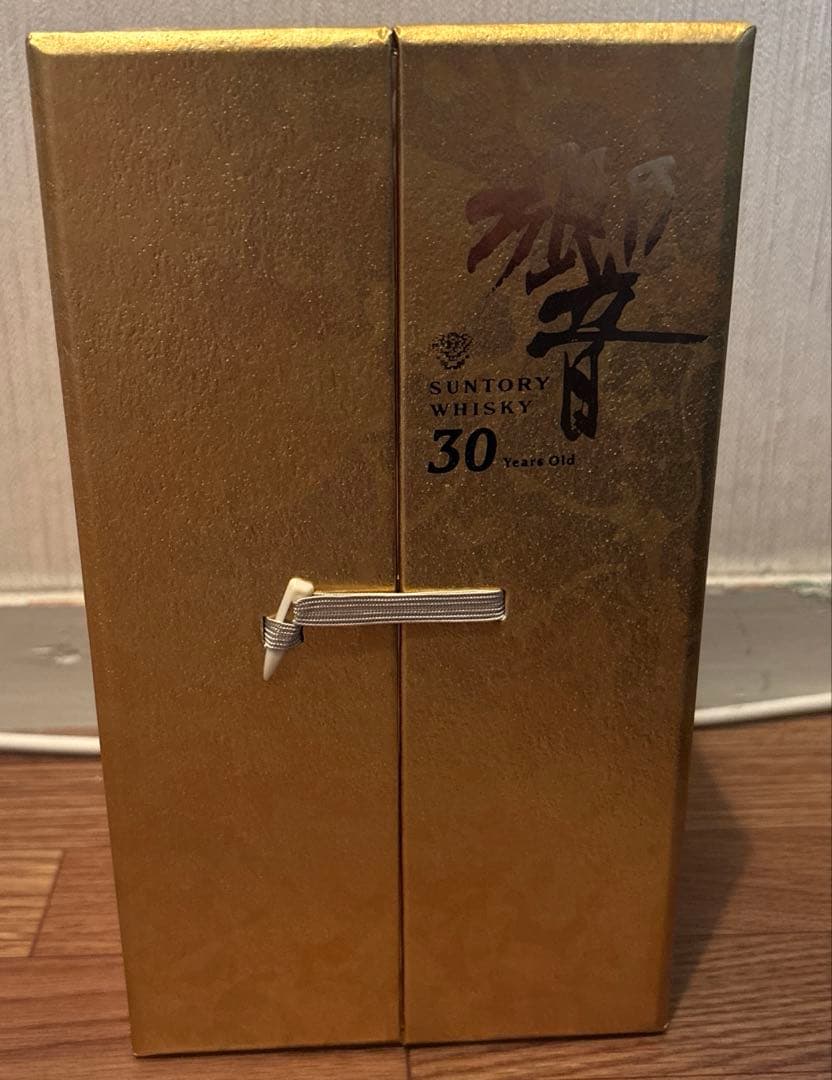 響
SUNTORY
WHISKY
30 Years Old